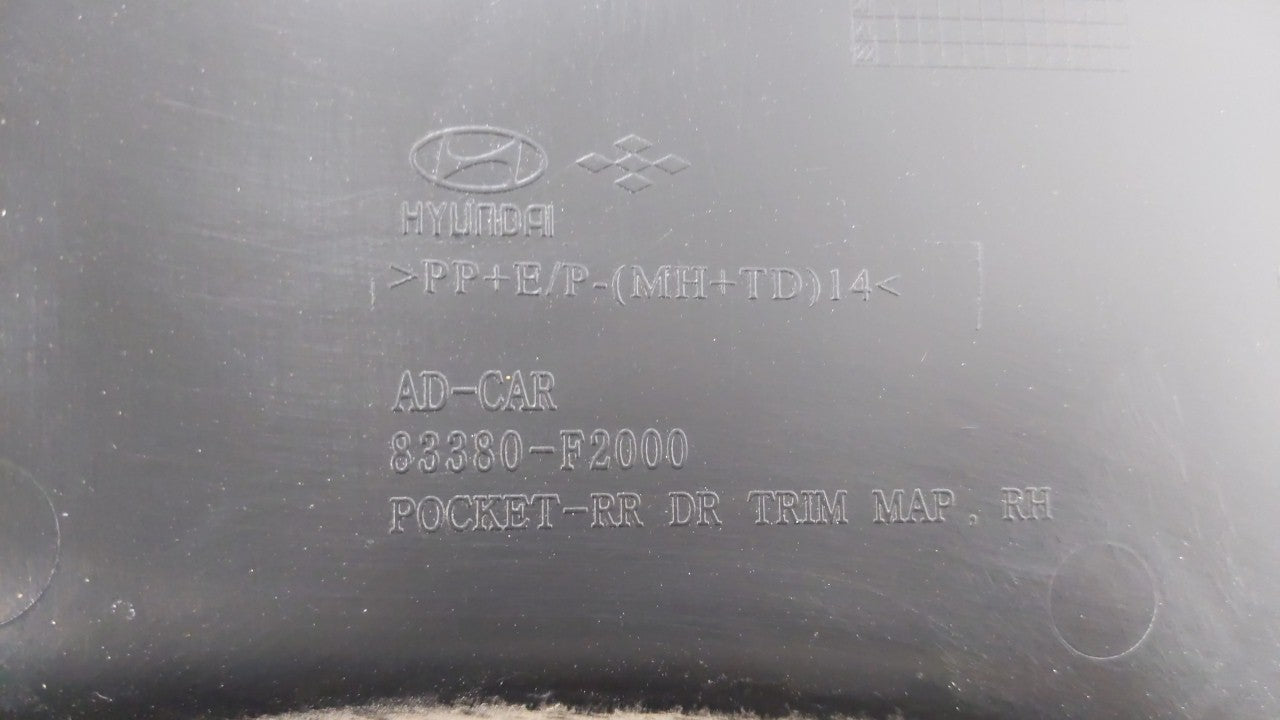 HYUNDAI
>PP+E/P-(MH+TD)14<
AD-CAR
83380-F2000
POCKET-RR DR TRIM MAP, RH